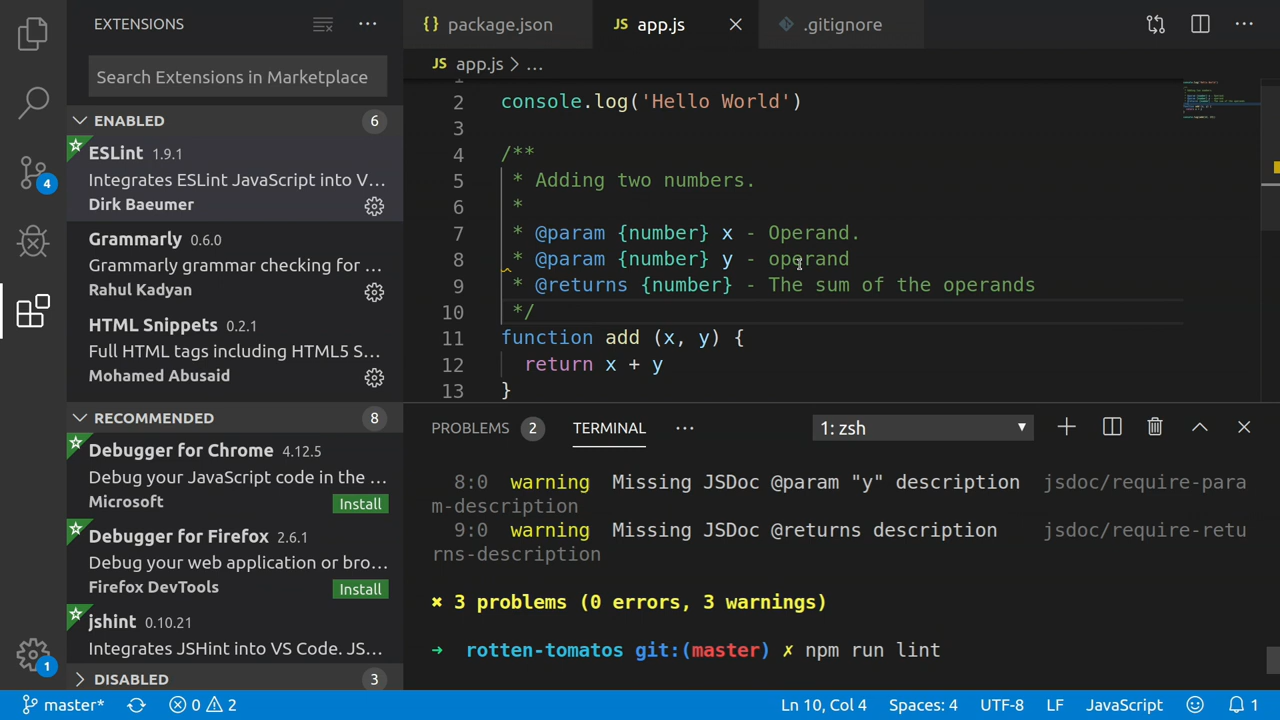 EXTENSIONS
Search Extensions in Marketplace
ENABLED 6
ESLint 1.9.1
Integrates ESLint JavaScript into V...
Dirk Baeumer
Grammarly 0.6.0
Grammarly grammar checking for ...
Rahul Kadyan
HTML Snippets 0.2.1
Full HTML tags including HTML5 S...
Mohamed Abusaid
RECOMMENDED 8
Debugger for Chrome 4.12.5
Debug your JavaScript code in the ...
Microsoft Install
Debugger for Firefox 2.6.1
Debug your web application or bro...
Firefox DevTools Install
jshint 0.10.21
Integrates JSHint into VS Code. JS...
DISABLED 3
4
1
{} package.json JS app.js .gitignore
JS app.js > ...
2 console.log('Hello World')
3
4 /**
5 * Adding two numbers.
6 *
7 * @param {number} x - Operand.
8 * @param {number} y - operand
9 * @returns {number} - The sum of the operands
10 */
11 function add (x, y) {
12 return x + y
13 }
PROBLEMS 2 TERMINAL ... 1: zsh
8:0 warning Missing JSDoc @param "y" description jsdoc/require-para
m-description
9:0 warning Missing JSDoc @returns description jsdoc/require-retu
rns-description
✖ 3 problems (0 errors, 3 warnings)
➜ rotten-tomatos git:(master) ✗ npm run lint
master* 0 2 Ln 10, Col 4 Spaces: 4 UTF-8 LF JavaScript 1